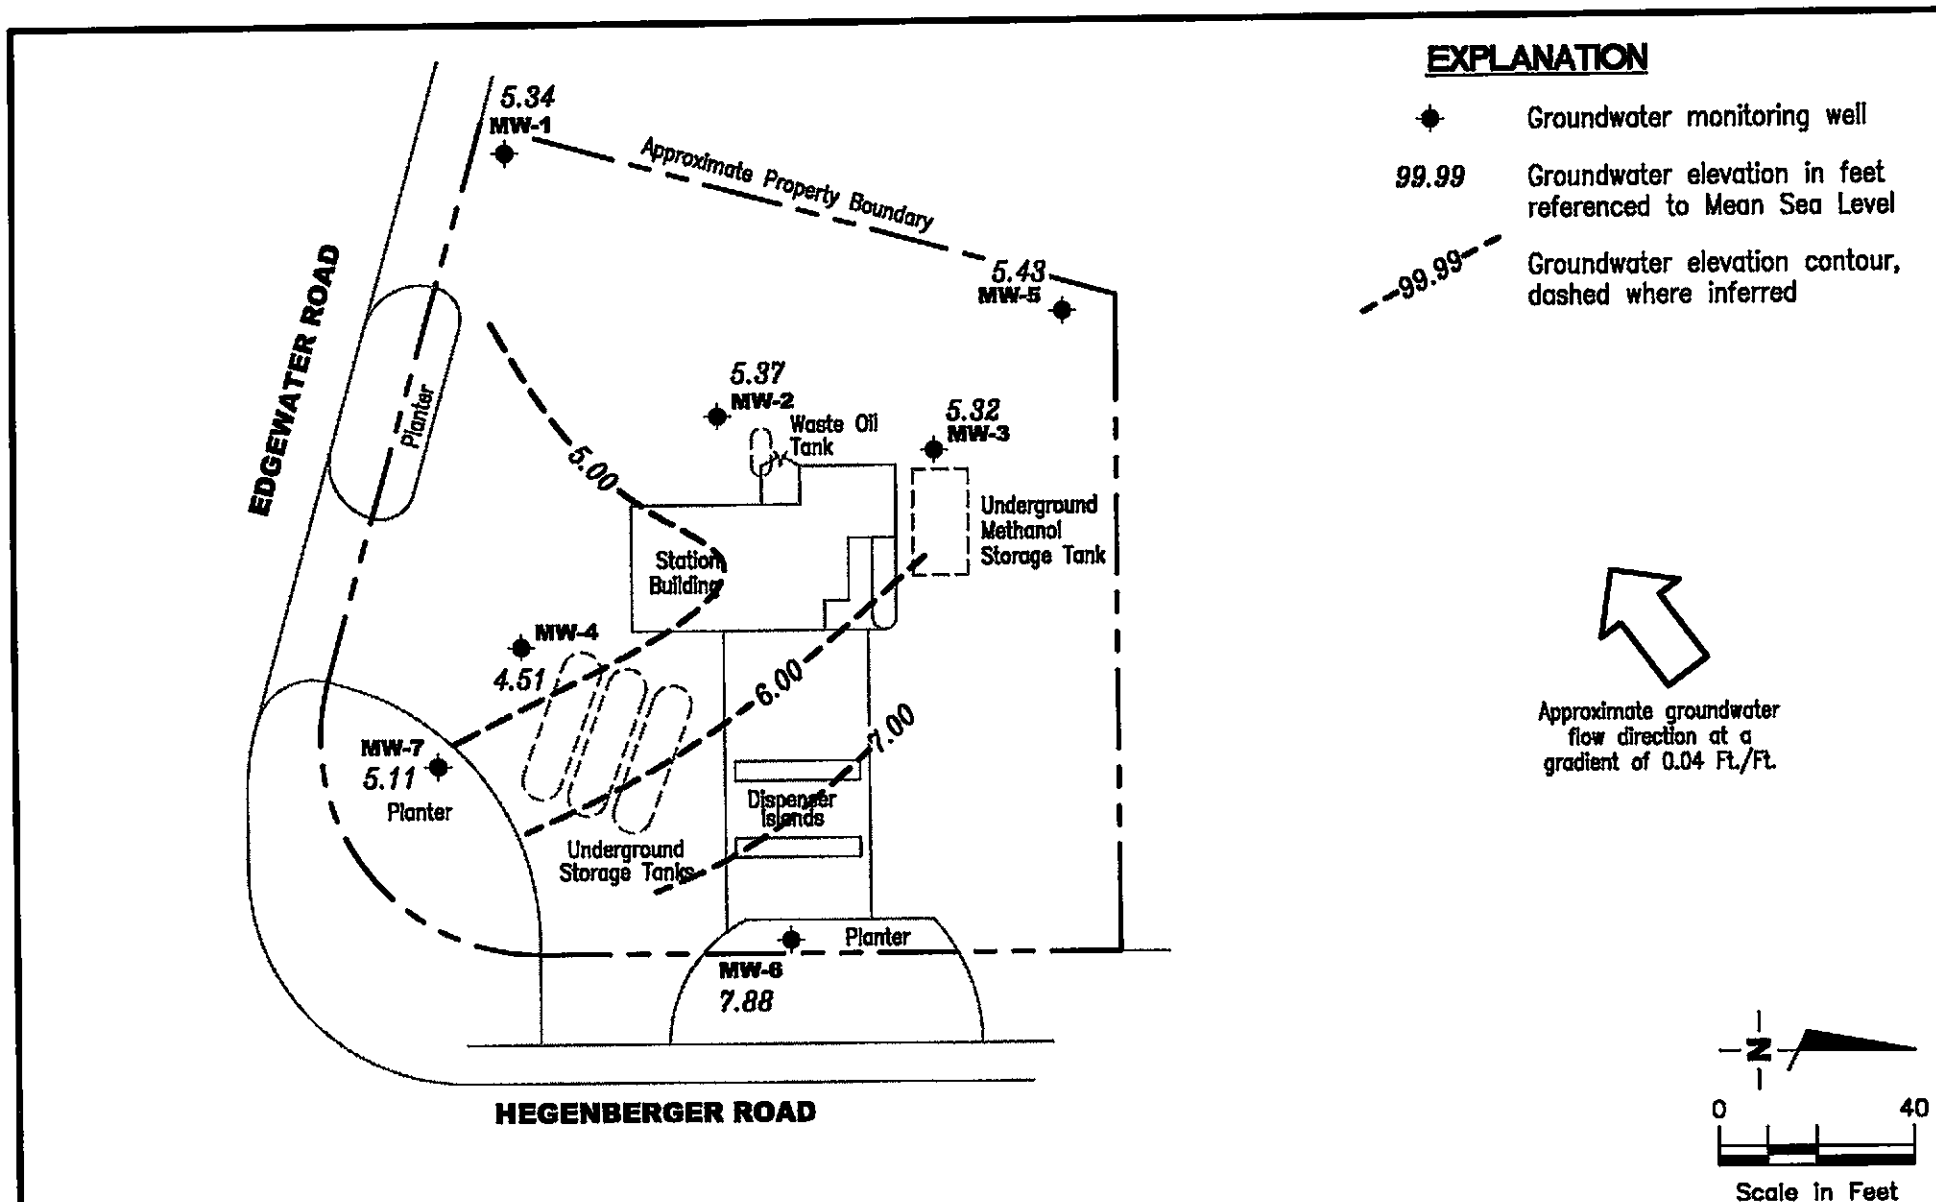 EXPLANATION
Groundwater monitoring well
99.99
Groundwater elevation in feet
referenced to Mean Sea Level
99.99
Groundwater elevation contour,
dashed where inferred
5.34
MW-1
Approximate Property Boundary
5.43
MW-5
EDGEWATER ROAD
Planter
5.37
MW-2
Waste Oil
Tank
5.32
MW-3
5.00
Underground
Methanol
Storage Tank
Station
Building
MW-4
4.51
6.00
7.00
MW-7
5.11
Planter
Dispenser
Islands
Underground
Storage Tanks
Planter
MW-6
7.88
HEGENBERGER ROAD
Approximate groundwater
flow direction at a
gradient of 0.04 Ft./Ft.
N
0 40
Scale in Feet